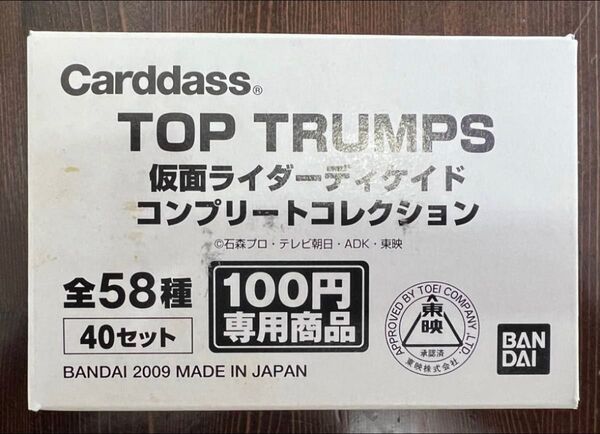 Carddass®
TOP TRUMPS
仮面ライダーディケイド
コンプリートコレクション
©石森プロ・テレビ朝日・ADK・東映
全58種
40セット
100円
専用商品
APPROVED BY TOEI COMPANY, LTD.
東映
承認済
東映株式会社
BAN
DAI
BANDAI 2009 MADE IN JAPAN